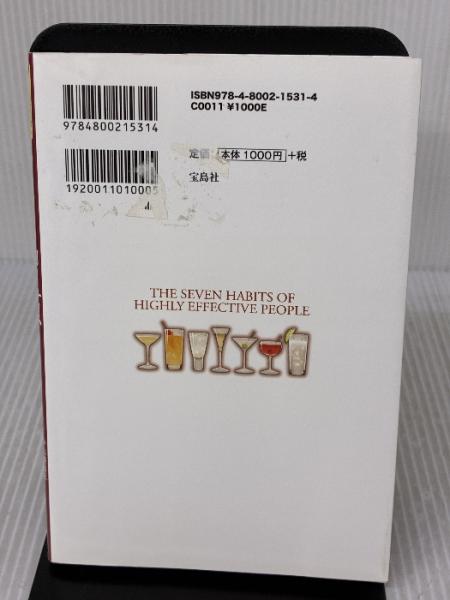 ISBN978-4-8002-1531-4
C0011 ¥1000E
9784800215314
定価 本体1000円 +税
1920011010005
宝島社
THE SEVEN HABITS OF
HIGHLY EFFECTIVE PEOPLE